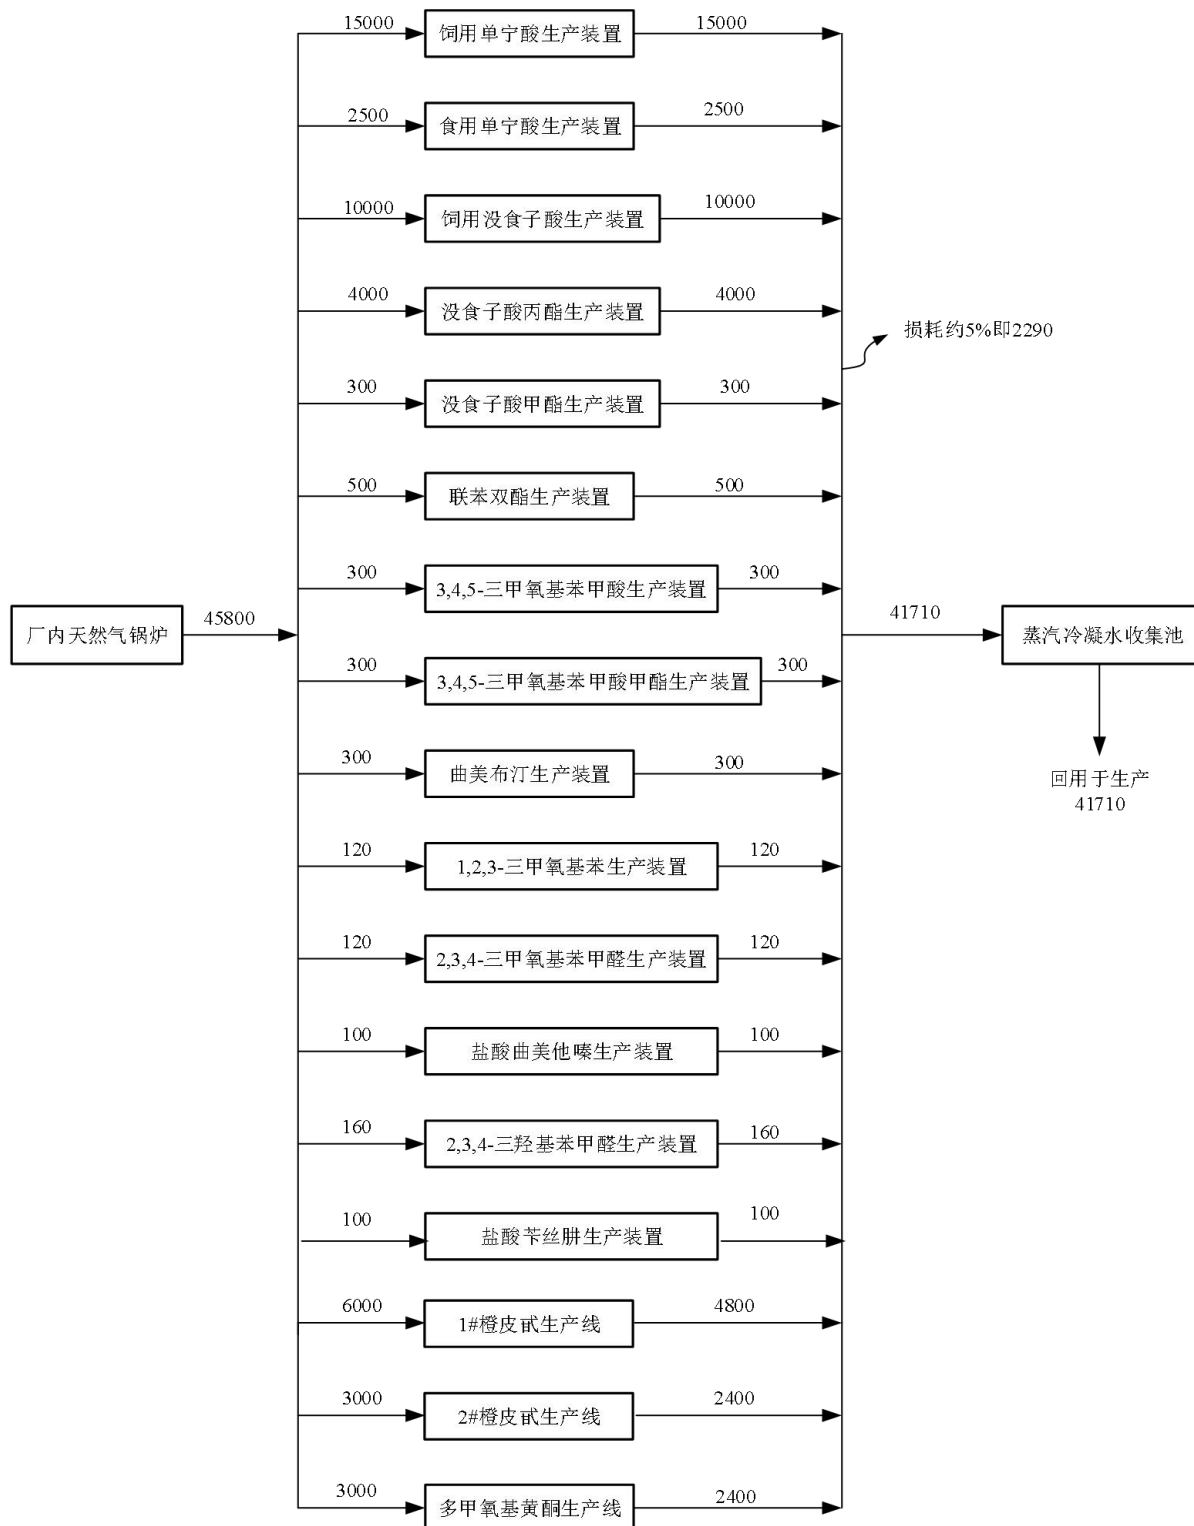 15000
饲用单宁酸生产装置
15000
2500
食用单宁酸生产装置
2500
10000
饲用没食子酸生产装置
10000
4000
没食子酸丙酯生产装置
4000
损耗约5%即2290
300
没食子酸甲酯生产装置
300
500
联苯双酯生产装置
500
300
3,4,5-三甲氧基苯甲酸生产装置
300
厂内天然气锅炉
45800
41710
蒸汽冷凝水收集池
300
3,4,5-三甲氧基苯甲酸甲酯生产装置
300
300
曲美布汀生产装置
300
回用于生产
41710
120
1,2,3-三甲氧基苯生产装置
120
120
2,3,4-三甲氧基苯甲醛生产装置
120
100
盐酸曲美他嗪生产装置
100
160
2,3,4-三羟基苯甲醛生产装置
160
100
盐酸苄丝肼生产装置
100
6000
1#橙皮甙生产线
4800
3000
2#橙皮甙生产线
2400
3000
多甲氧基黄酮生产线
2400